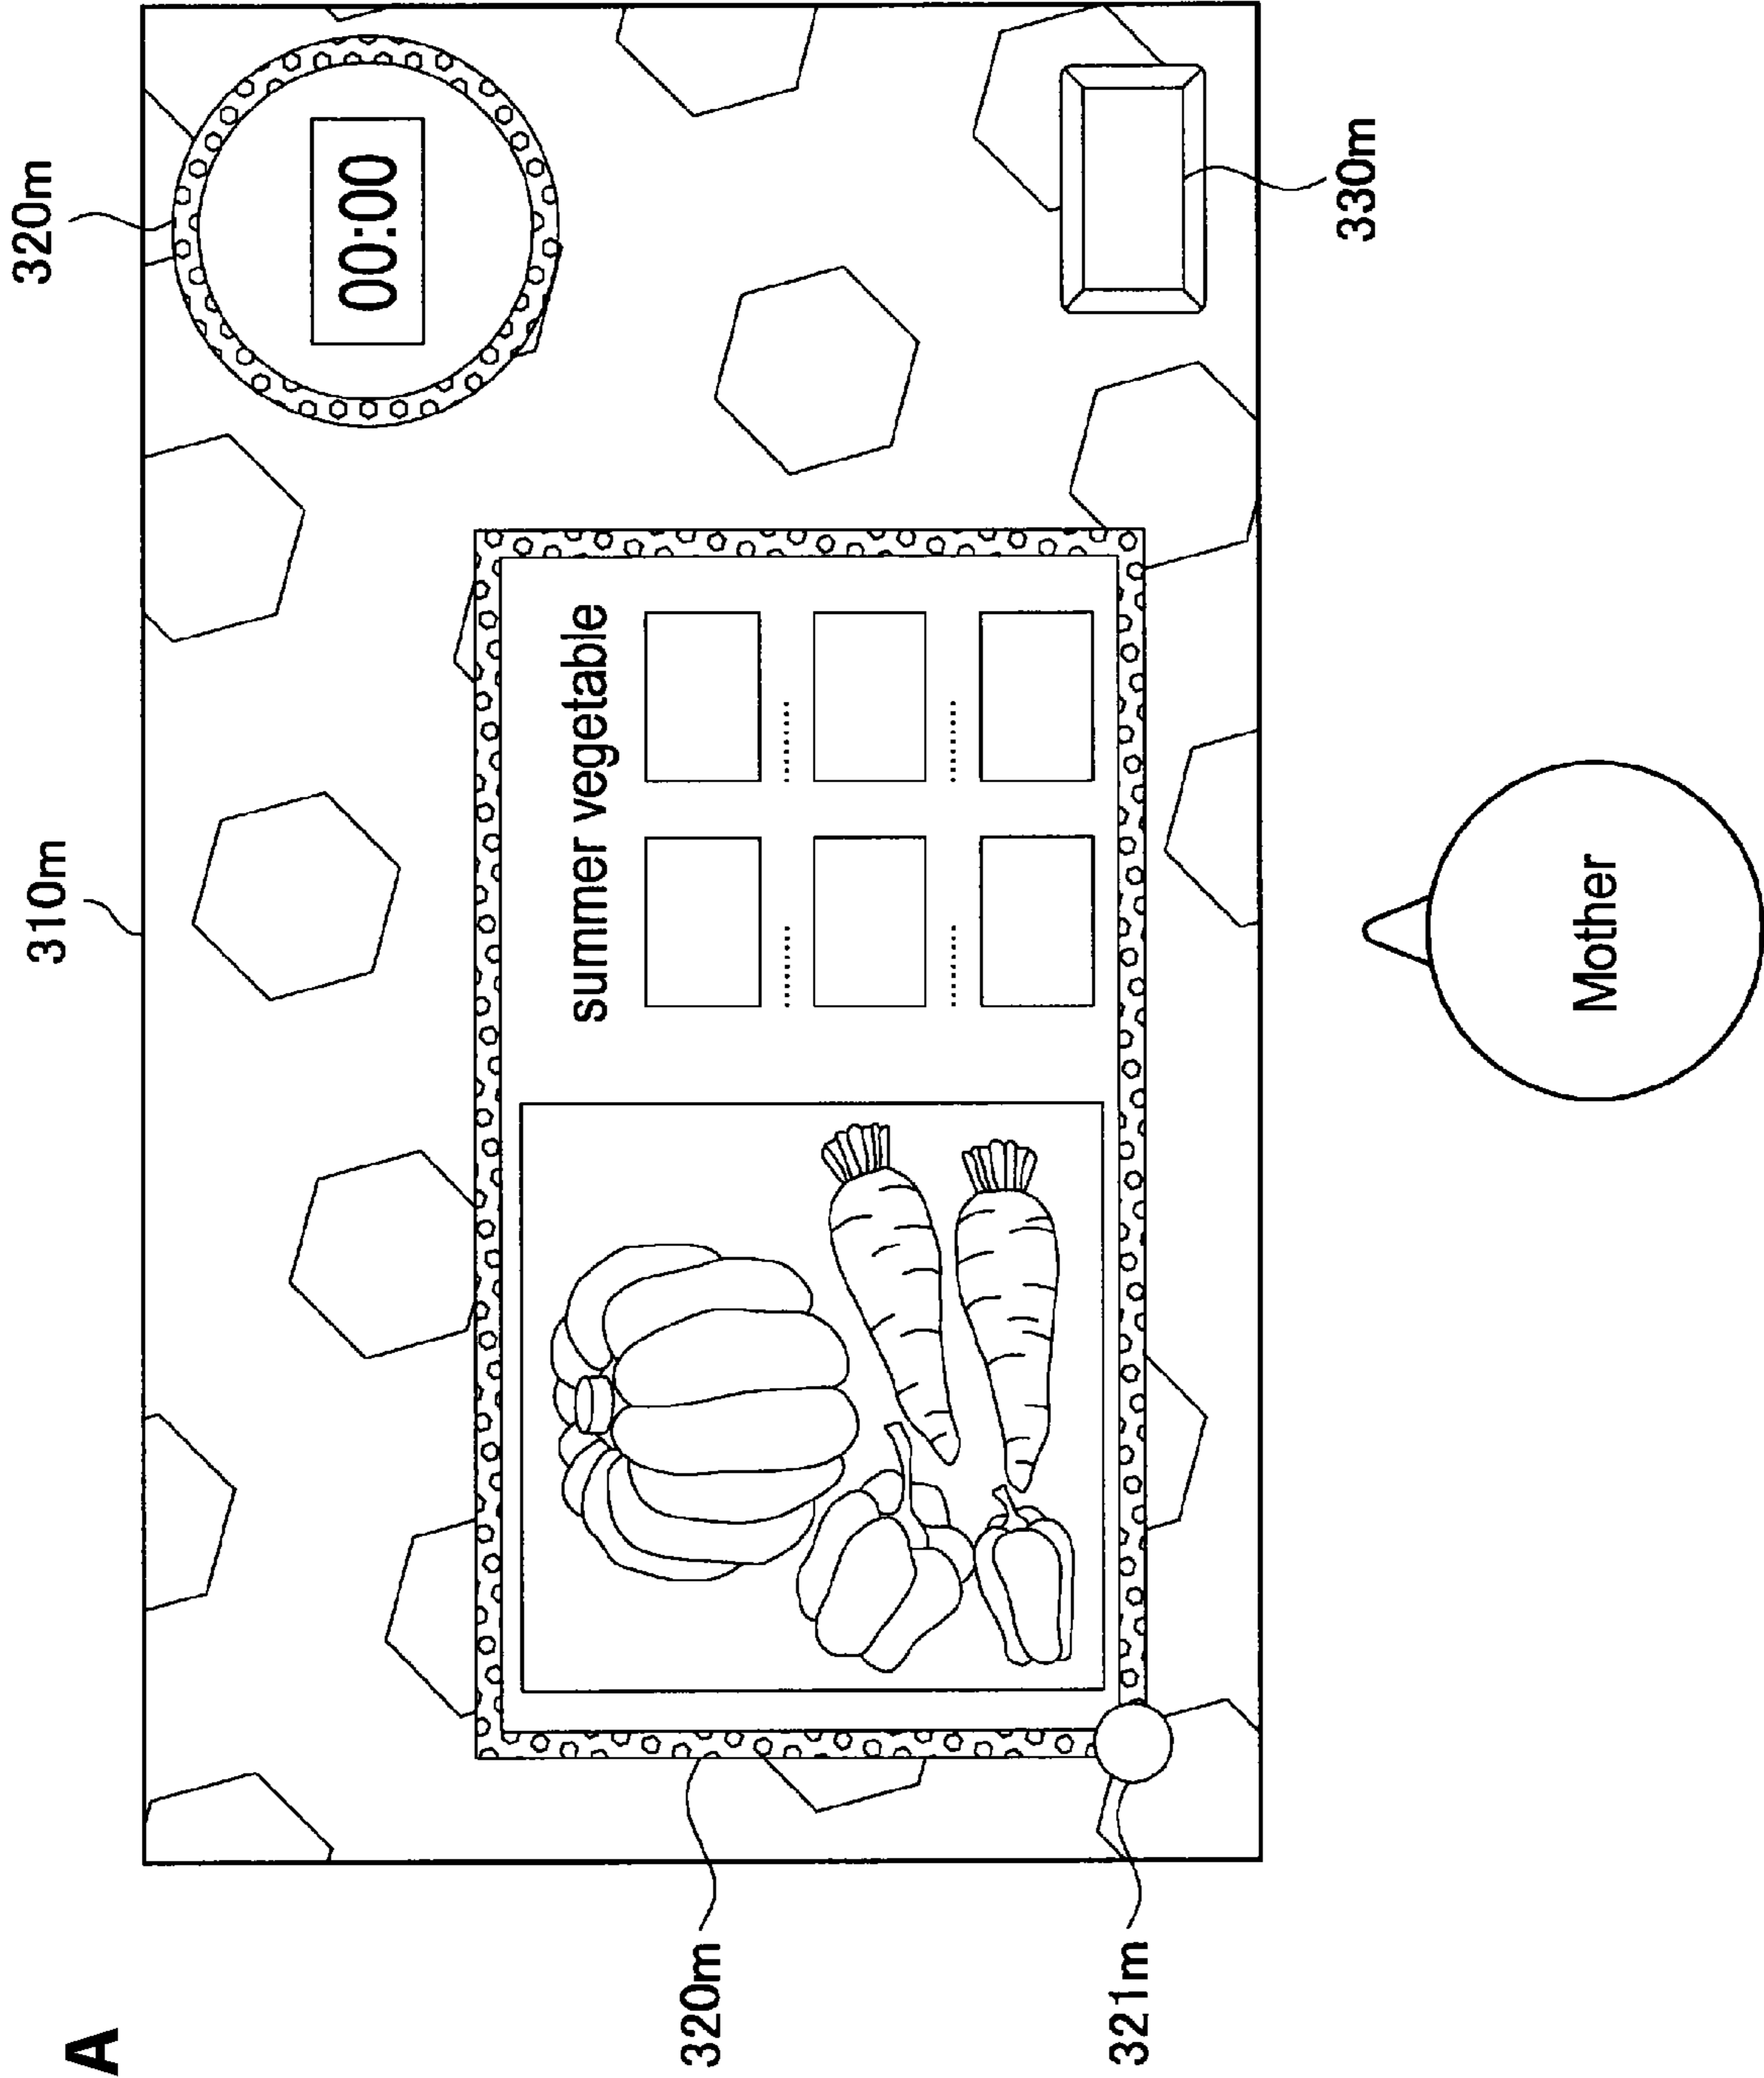 A
310m
320m
00:00
summer vegetable
320m
321m
330m
Mother